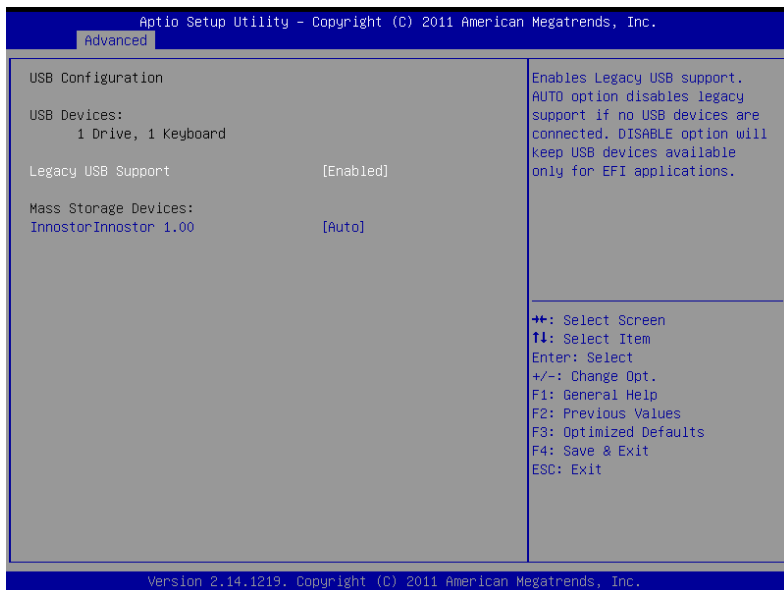 Aptio Setup Utility – Copyright (C) 2011 American Megatrends, Inc.
Advanced
USB Configuration
USB Devices:
1 Drive, 1 Keyboard
Legacy USB Support [Enabled]
Mass Storage Devices:
InnostorInnostor 1.00 [Auto]
Enables Legacy USB support.
AUTO option disables legacy
support if no USB devices are
connected. DISABLE option will
keep USB devices available
only for EFI applications.
→←: Select Screen
↑↓: Select Item
Enter: Select
+/-: Change Opt.
F1: General Help
F2: Previous Values
F3: Optimized Defaults
F4: Save & Exit
ESC: Exit
Version 2.14.1219. Copyright (C) 2011 American Megatrends, Inc.